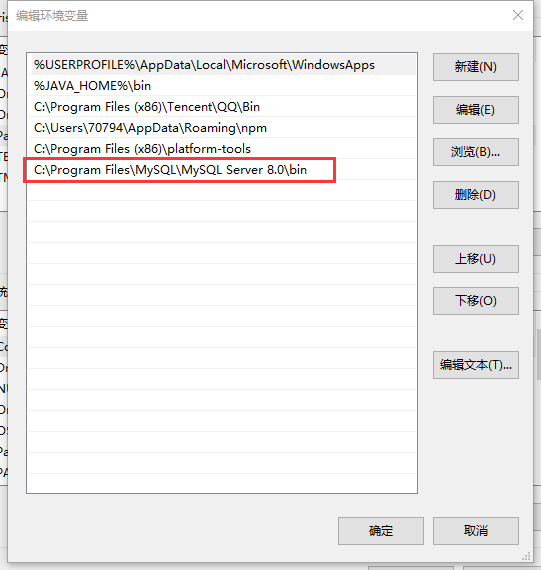 编辑环境变量
%USERPROFILE%\AppData\Local\Microsoft\WindowsApps
%JAVA_HOME%\bin
C:\Program Files (x86)\Tencent\QQ\Bin
C:\Users\70794\AppData\Roaming\npm
C:\Program Files (x86)\platform-tools
C:\Program Files\MySQL\MySQL Server 8.0\bin
新建(N)
编辑(E)
浏览(B)...
删除(D)
上移(U)
下移(O)
编辑文本(T)...
确定
取消